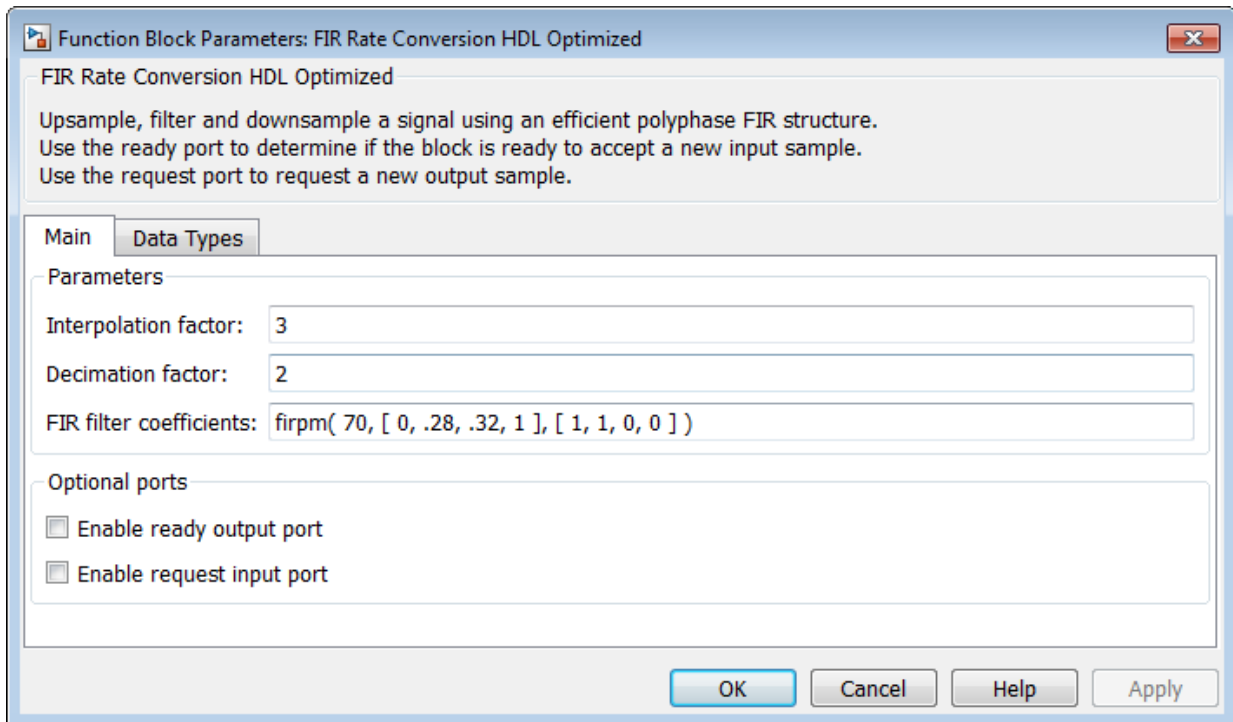 Function Block Parameters: FIR Rate Conversion HDL Optimized
FIR Rate Conversion HDL Optimized
Upsample, filter and downsample a signal using an efficient polyphase FIR structure.
Use the ready port to determine if the block is ready to accept a new input sample.
Use the request port to request a new output sample.
Main Data Types
Parameters
Interpolation factor: 3
Decimation factor: 2
FIR filter coefficients: firpm( 70, [ 0, .28, .32, 1 ], [ 1, 1, 0, 0 ] )
Optional ports
Enable ready output port
Enable request input port
OK Cancel Help Apply